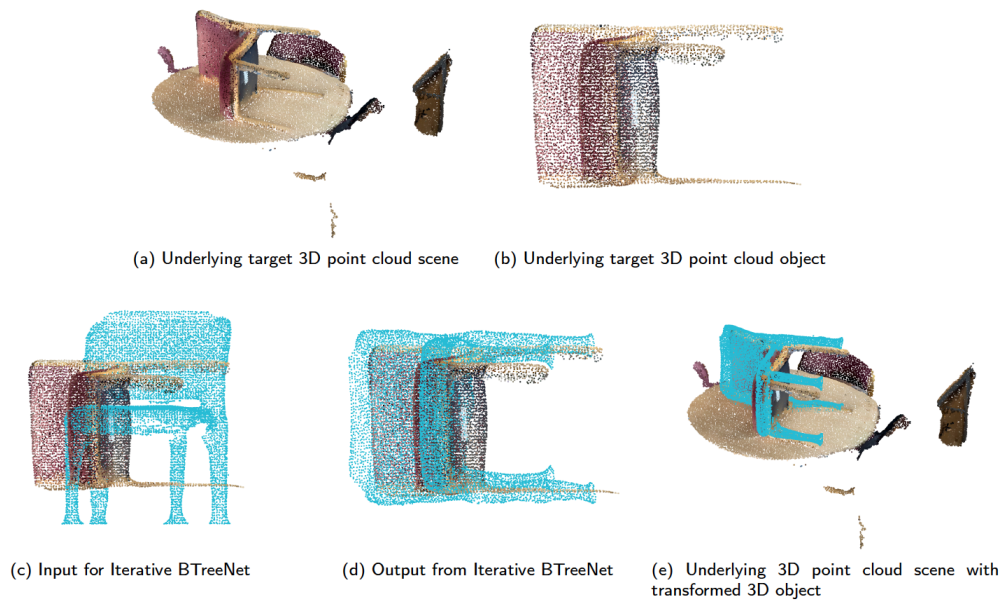 (a) Underlying target 3D point cloud scene
(b) Underlying target 3D point cloud object
(c) Input for Iterative BTreeNet
(d) Output from Iterative BTreeNet
(e) Underlying 3D point cloud scene with
transformed 3D object